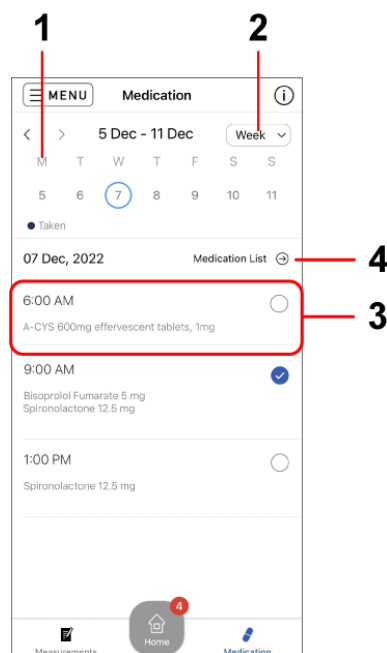 1 2
MENU Medication i
5 Dec - 11 Dec Week
M T W T F S S
5 6 7 8 9 10 11
Taken
07 Dec, 2022 Medication List 4
6:00 AM
3
A-CYS 600mg effervescent tablets, 1mg
9:00 AM
Bisoprolol Fumarate 5 mg
Spironolactone 12.5 mg
1:00 PM
Spironolactone 12.5 mg
4
Measurements Home Medication